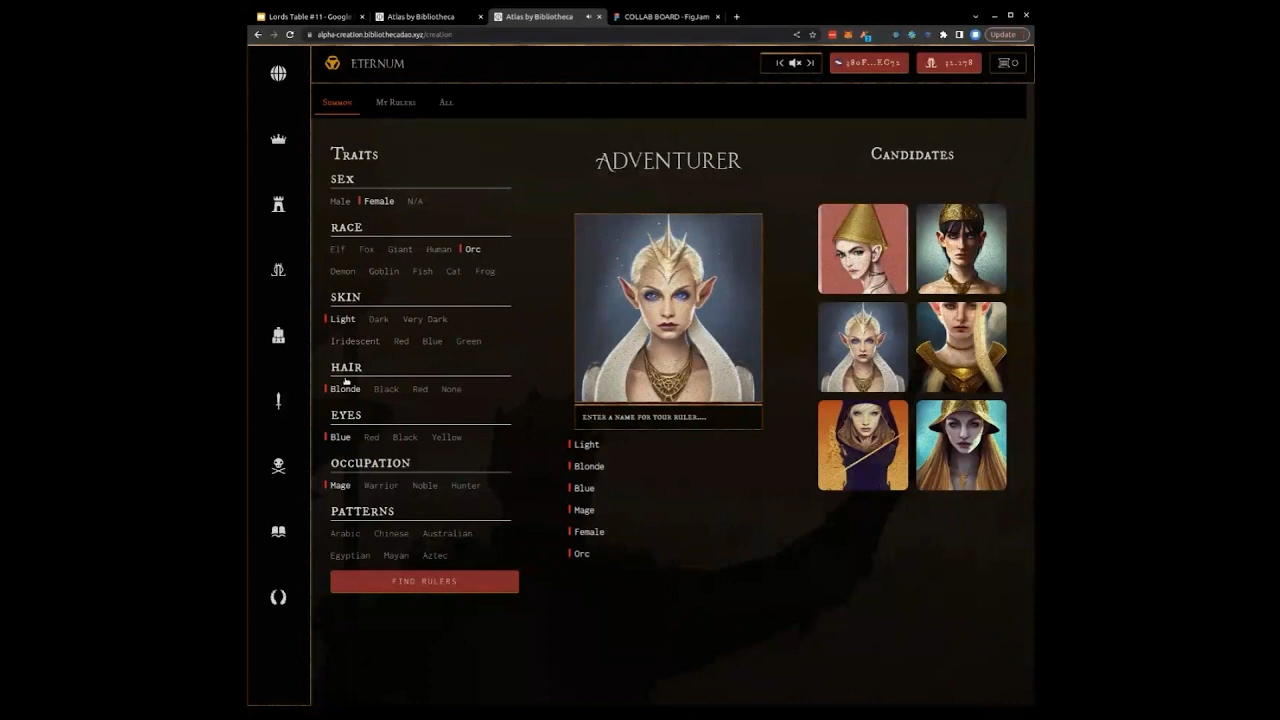 Lords Table #11 - Google
Atlas by Bibliotheca
Atlas by Bibliotheca
COLLAB BOARD - FigJam
alpha-creation.bibliothecadao.xyz/creation
Update
ETERNUM
Summon
My Rulers
All
Traits
SEX
Male
Female
N/A
RACE
Elf
Fox
Giant
Human
Orc
Demon
Goblin
Fish
Cat
Frog
SKIN
Light
Dark
Very Dark
Iridescent
Red
Blue
Green
HAIR
Blonde
Black
Red
None
EYES
Blue
Red
Black
Yellow
OCCUPATION
Mage
Warrior
Noble
Hunter
PATTERNS
Arabic
Chinese
Australian
Egyptian
Mayan
Aztec
FIND RULERS
ADVENTURER
ENTER A NAME FOR YOUR RULER....
Light
Blonde
Blue
Mage
Female
Orc
Candidates